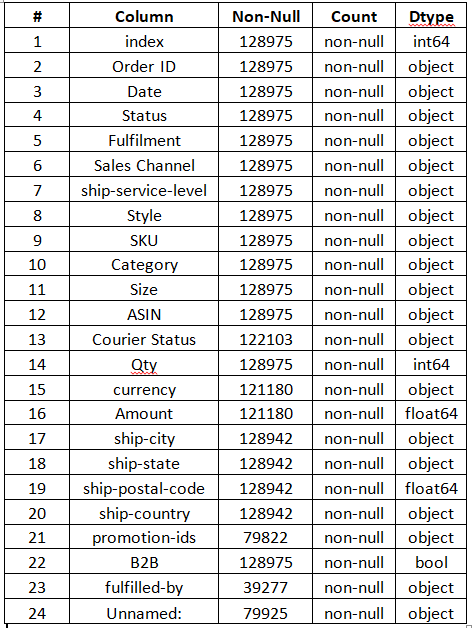 # Column Non-Null Count Dtype
1 index 128975 non-null int64
2 Order ID 128975 non-null object
3 Date 128975 non-null object
4 Status 128975 non-null object
5 Fulfilment 128975 non-null object
6 Sales Channel 128975 non-null object
7 ship-service-level 128975 non-null object
8 Style 128975 non-null object
9 SKU 128975 non-null object
10 Category 128975 non-null object
11 Size 128975 non-null object
12 ASIN 128975 non-null object
13 Courier Status 122103 non-null object
14 Qty 128975 non-null int64
15 currency 121180 non-null object
16 Amount 121180 non-null float64
17 ship-city 128942 non-null object
18 ship-state 128942 non-null object
19 ship-postal-code 128942 non-null float64
20 ship-country 128942 non-null object
21 promotion-ids 79822 non-null object
22 B2B 128975 non-null bool
23 fulfilled-by 39277 non-null object
24 Unnamed: 79925 non-null object